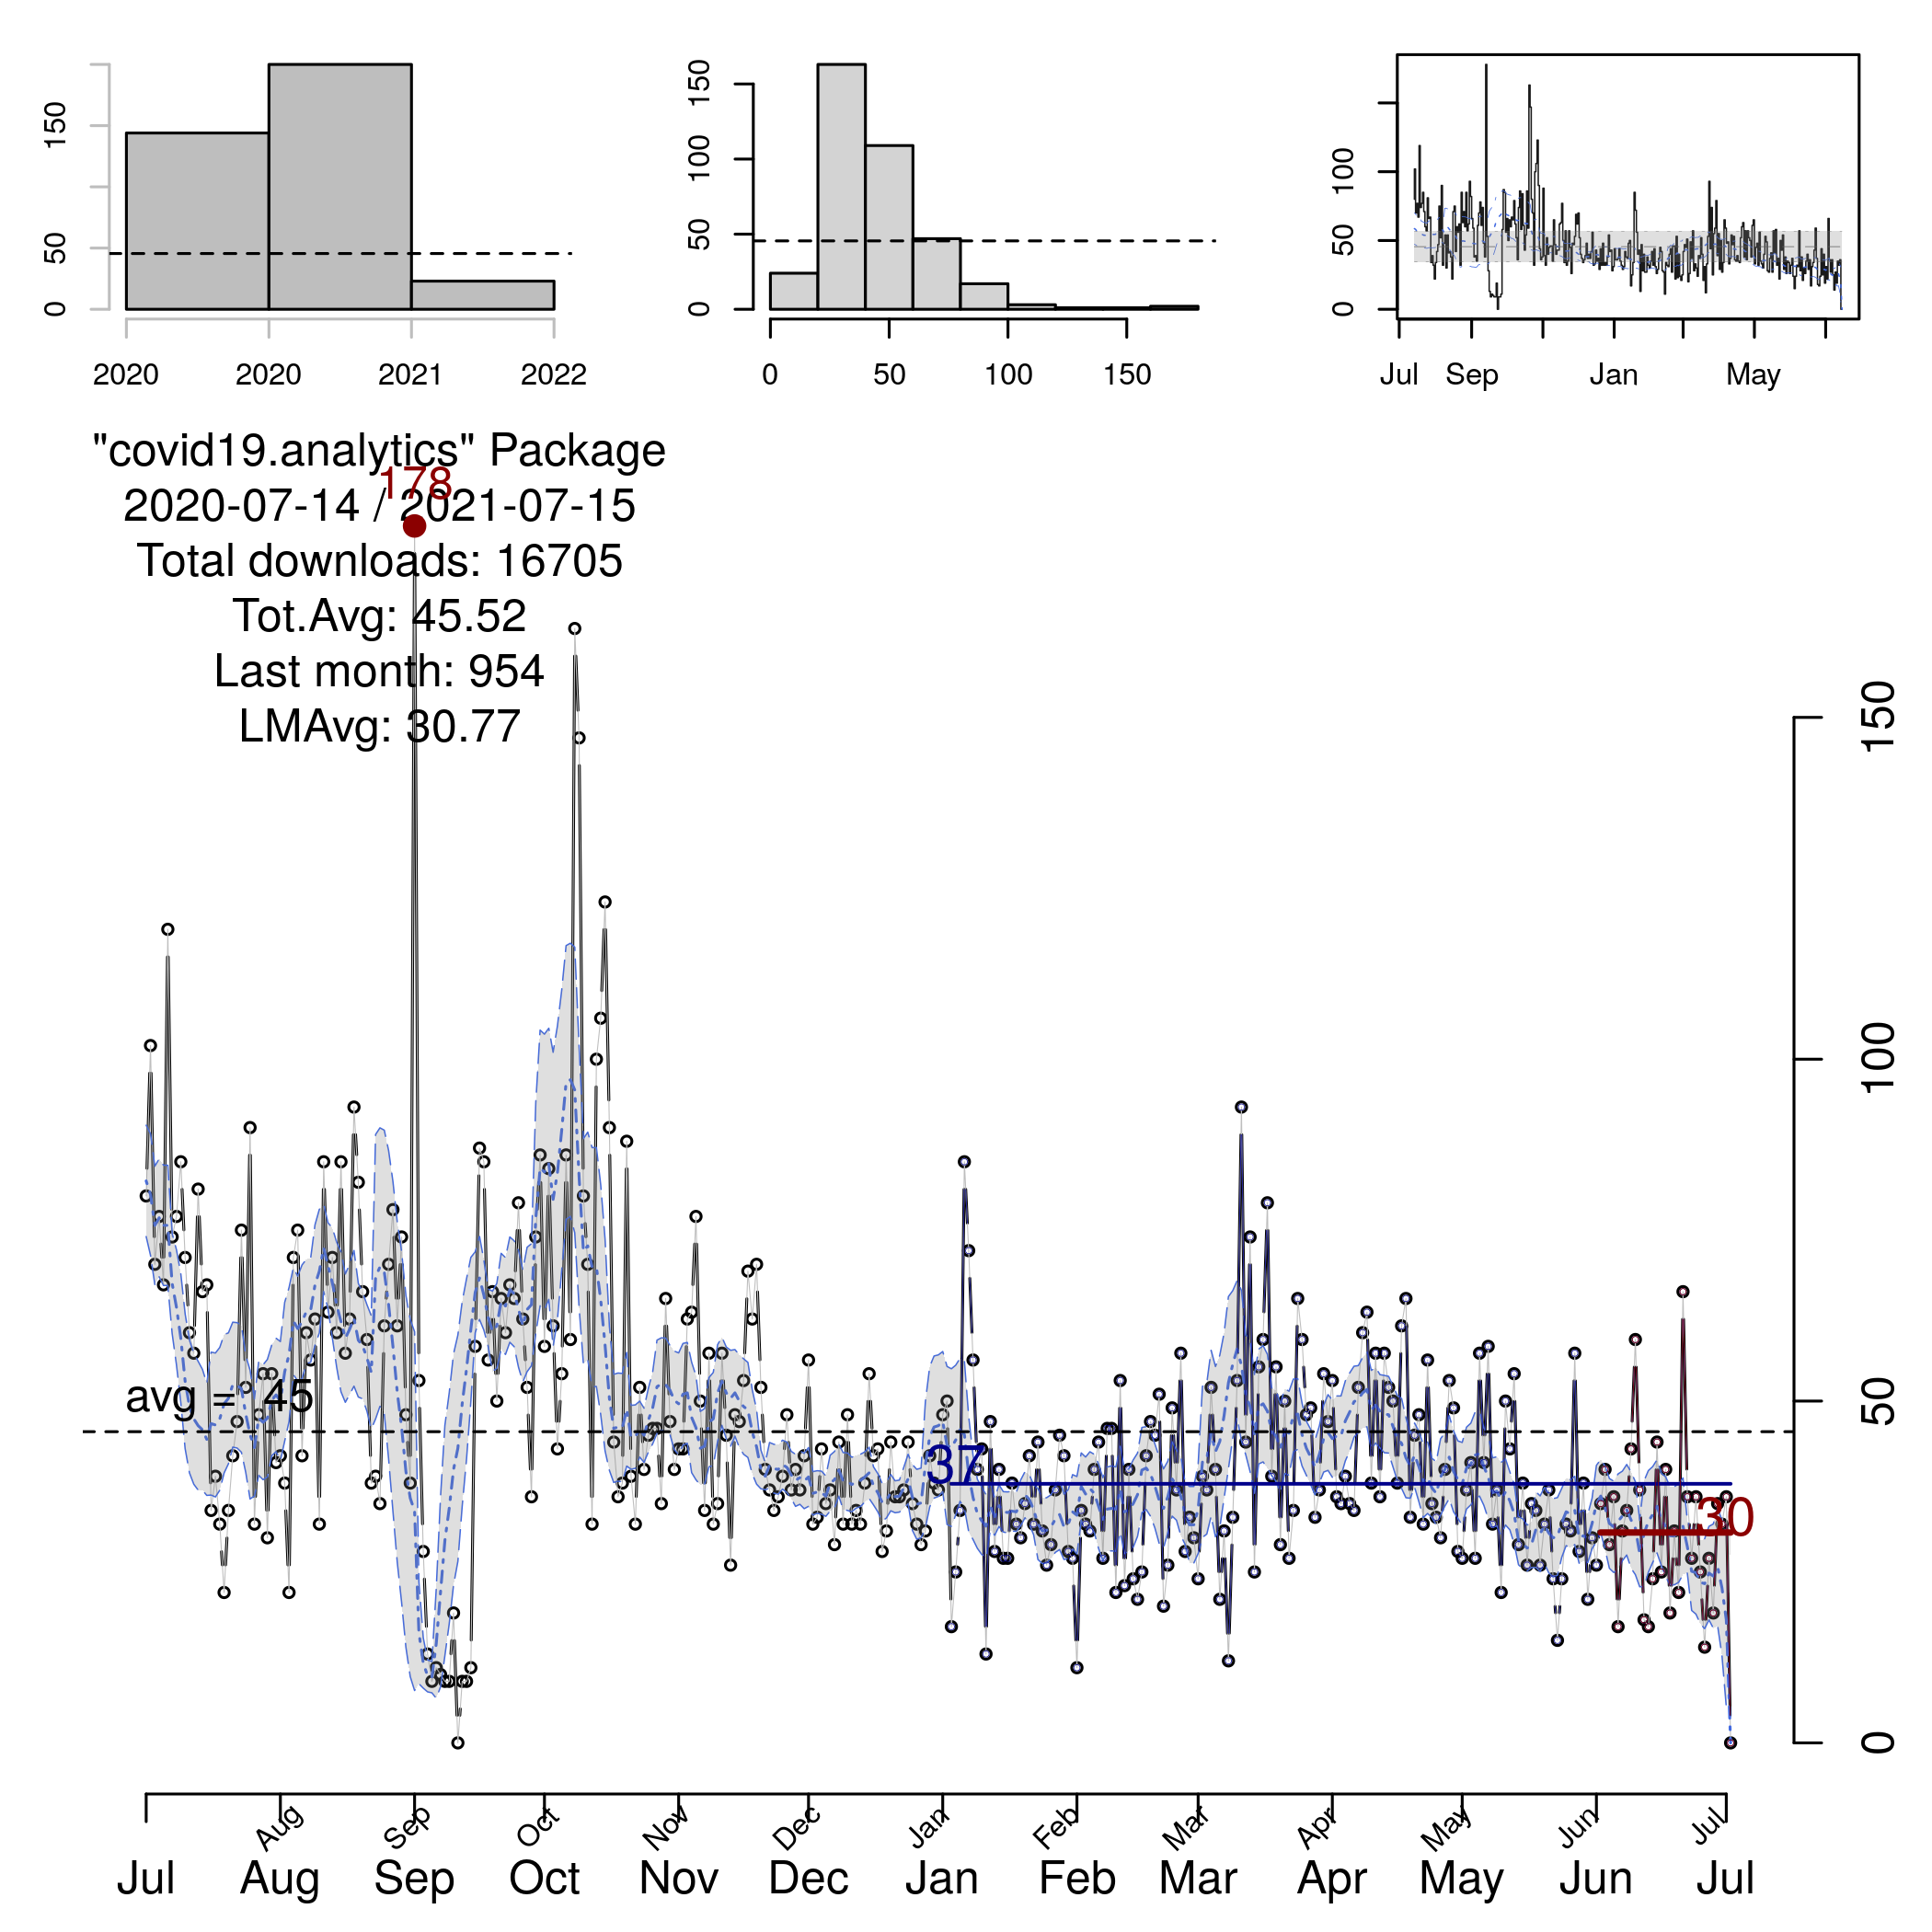 0 50 150
2020 2020 2021 2022
0 50 100 150
0 50 100 150
0 50 100
Jul Sep Jan May
"covid19.analytics" Package
178
2020-07-14 / 2021-07-15
Total downloads: 16705
Tot.Avg: 45.52
Last month: 954
LMAvg: 30.77
avg = 45
37
30
0 50 100 150
Aug Sep Oct Nov Dec Jan Feb Mar Apr May Jun Jul
Jul Aug Sep Oct Nov Dec Jan Feb Mar Apr May Jun Jul